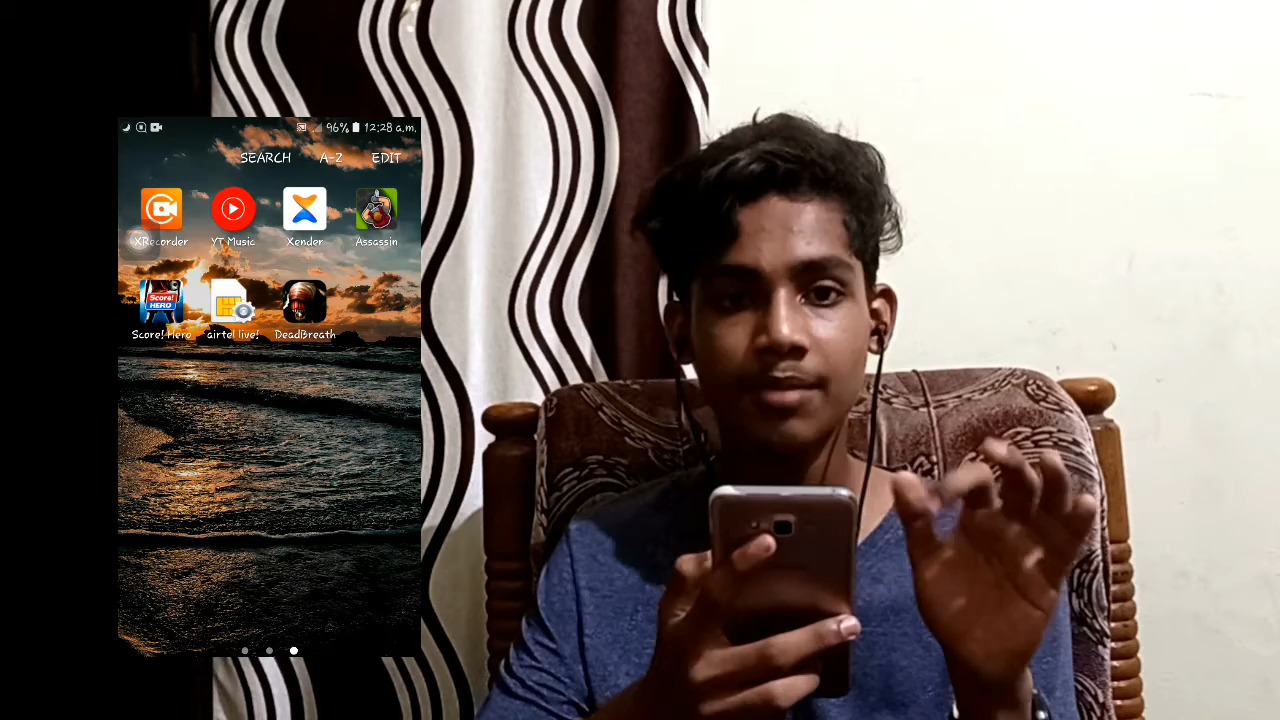 96% 12:28 a.m.
SEARCH A-Z EDIT
XRecorder YT Music Xender Assassin
Score! HERO
Score! Hero airtel live! DeadBreath